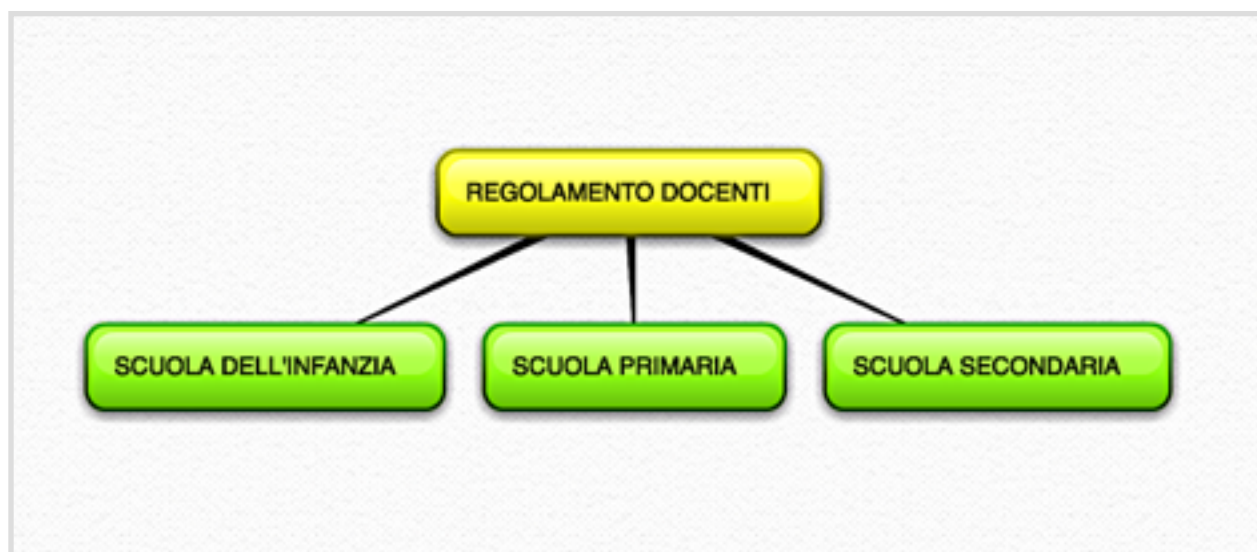 REGOLAMENTO DOCENTI
SCUOLA DELL'INFANZIA
SCUOLA PRIMARIA
SCUOLA SECONDARIA